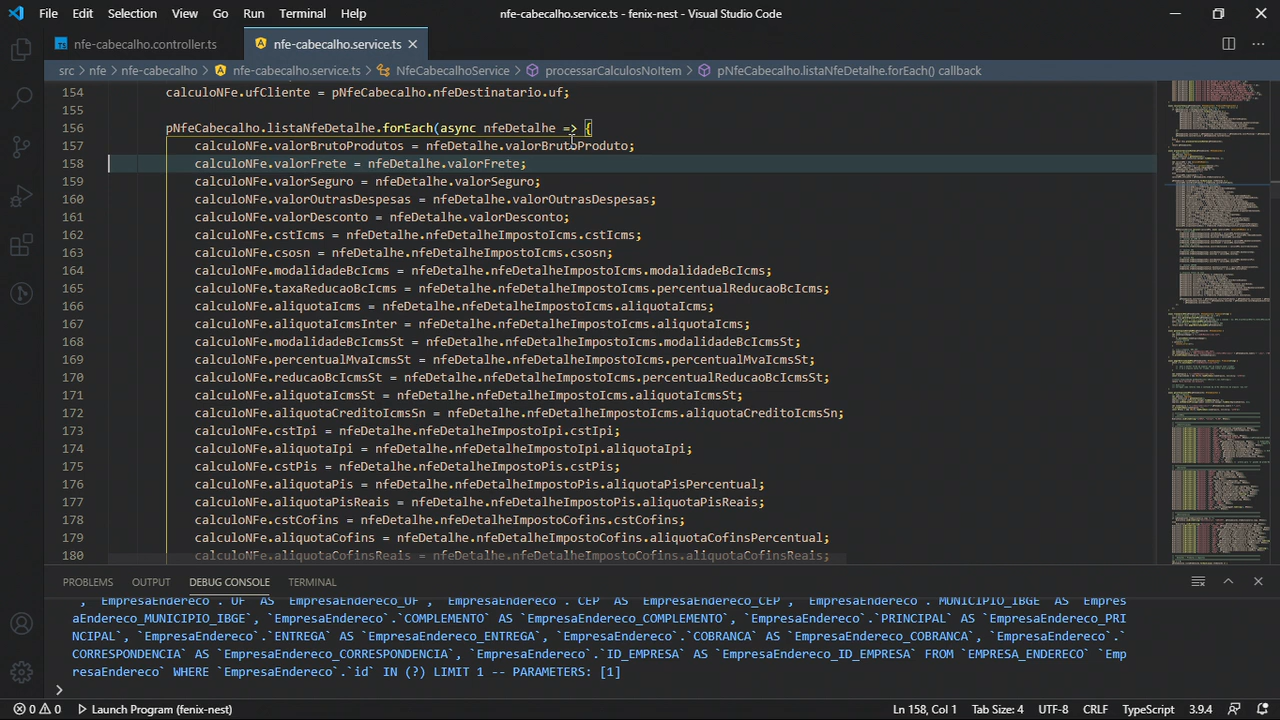 File Edit Selection View Go Run Terminal Help
nfe-cabecalho.service.ts - fenix-nest - Visual Studio Code
nfe-cabecalho.controller.ts
nfe-cabecalho.service.ts
src > nfe > nfe-cabecalho > nfe-cabecalho.service.ts > NfeCabecalhoService > processarCalculosNoItem > pNfeCabecalho.listaNfeDetalhe.forEach() callback
154 calculoNFe.ufCliente = pNfeCabecalho.nfeDestinatario.uf;
155
156 pNfeCabecalho.listaNfeDetalhe.forEach(async nfeDetalhe => {
157 calculoNFe.valorBrutoProdutos = nfeDetalhe.valorBrutoProduto;
158 calculoNFe.valorFrete = nfeDetalhe.valorFrete;
159 calculoNFe.valorSeguro = nfeDetalhe.valorSeguro;
160 calculoNFe.valorOutrasDespesas = nfeDetalhe.valorOutrasDespesas;
161 calculoNFe.valorDesconto = nfeDetalhe.valorDesconto;
162 calculoNFe.cstIcms = nfeDetalhe.nfeDetalheImpostoIcms.cstIcms;
163 calculoNFe.csosn = nfeDetalhe.nfeDetalheImpostoIcms.csosn;
164 calculoNFe.modalidadeBcIcms = nfeDetalhe.nfeDetalheImpostoIcms.modalidadeBcIcms;
165 calculoNFe.taxaReducaoBcIcms = nfeDetalhe.nfeDetalheImpostoIcms.percentualReducaoBcIcms;
166 calculoNFe.aliquotaIcms = nfeDetalhe.nfeDetalheImpostoIcms.aliquotaIcms;
167 calculoNFe.aliquotaIcmsInter = nfeDetalhe.nfeDetalheImpostoIcms.aliquotaIcms;
168 calculoNFe.modalidadeBcIcmsSt = nfeDetalhe.nfeDetalheImpostoIcms.modalidadeBcIcmsSt;
169 calculoNFe.percentualMvaIcmsSt = nfeDetalhe.nfeDetalheImpostoIcms.percentualMvaIcmsSt;
170 calculoNFe.reducaoBcIcmsSt = nfeDetalhe.nfeDetalheImpostoIcms.percentualReducaoBcIcmsSt;
171 calculoNFe.aliquotaIcmsSt = nfeDetalhe.nfeDetalheImpostoIcms.aliquotaIcmsSt;
172 calculoNFe.aliquotaCreditoIcmsSn = nfeDetalhe.nfeDetalheImpostoIcms.aliquotaCreditoIcmsSn;
173 calculoNFe.cstIpi = nfeDetalhe.nfeDetalheImpostoIpi.cstIpi;
174 calculoNFe.aliquotaIpi = nfeDetalhe.nfeDetalheImpostoIpi.aliquotaIpi;
175 calculoNFe.cstPis = nfeDetalhe.nfeDetalheImpostoPis.cstPis;
176 calculoNFe.aliquotaPis = nfeDetalhe.nfeDetalheImpostoPis.aliquotaPisPercentual;
177 calculoNFe.aliquotaPisReais = nfeDetalhe.nfeDetalheImpostoPis.aliquotaPisReais;
178 calculoNFe.cstCofins = nfeDetalhe.nfeDetalheImpostoCofins.cstCofins;
179 calculoNFe.aliquotaCofins = nfeDetalhe.nfeDetalheImpostoCofins.aliquotaCofinsPercentual;
180 calculoNFe.aliquotaCofinsReais = nfeDetalhe.nfeDetalheImpostoCofins.aliquotaCofinsReais;
PROBLEMS OUTPUT DEBUG CONSOLE TERMINAL
`, `EmpresaEndereco`.`UF` AS `EmpresaEndereco_UF`, `EmpresaEndereco`.`CEP` AS `EmpresaEndereco_CEP`, `EmpresaEndereco`.`MUNICIPIO_IBGE` AS `Empres
aEndereco_MUNICIPIO_IBGE`, `EmpresaEndereco`.`COMPLEMENTO` AS `EmpresaEndereco_COMPLEMENTO`, `EmpresaEndereco`.`PRINCIPAL` AS `EmpresaEndereco_PRI
NCIPAL`, `EmpresaEndereco`.`ENTREGA` AS `EmpresaEndereco_ENTREGA`, `EmpresaEndereco`.`COBRANCA` AS `EmpresaEndereco_COBRANCA`, `EmpresaEndereco`.`
CORRESPONDENCIA` AS `EmpresaEndereco_CORRESPONDENCIA`, `EmpresaEndereco`.`ID_EMPRESA` AS `EmpresaEndereco_ID_EMPRESA` FROM `EMPRESA_ENDERECO` `Emp
resaEndereco` WHERE `EmpresaEndereco`.`id` IN (?) LIMIT 1 -- PARAMETERS: [1]
>
0 0 Launch Program (fenix-nest) Ln 158, Col 1 Tab Size: 4 UTF-8 CRLF TypeScript 3.9.4